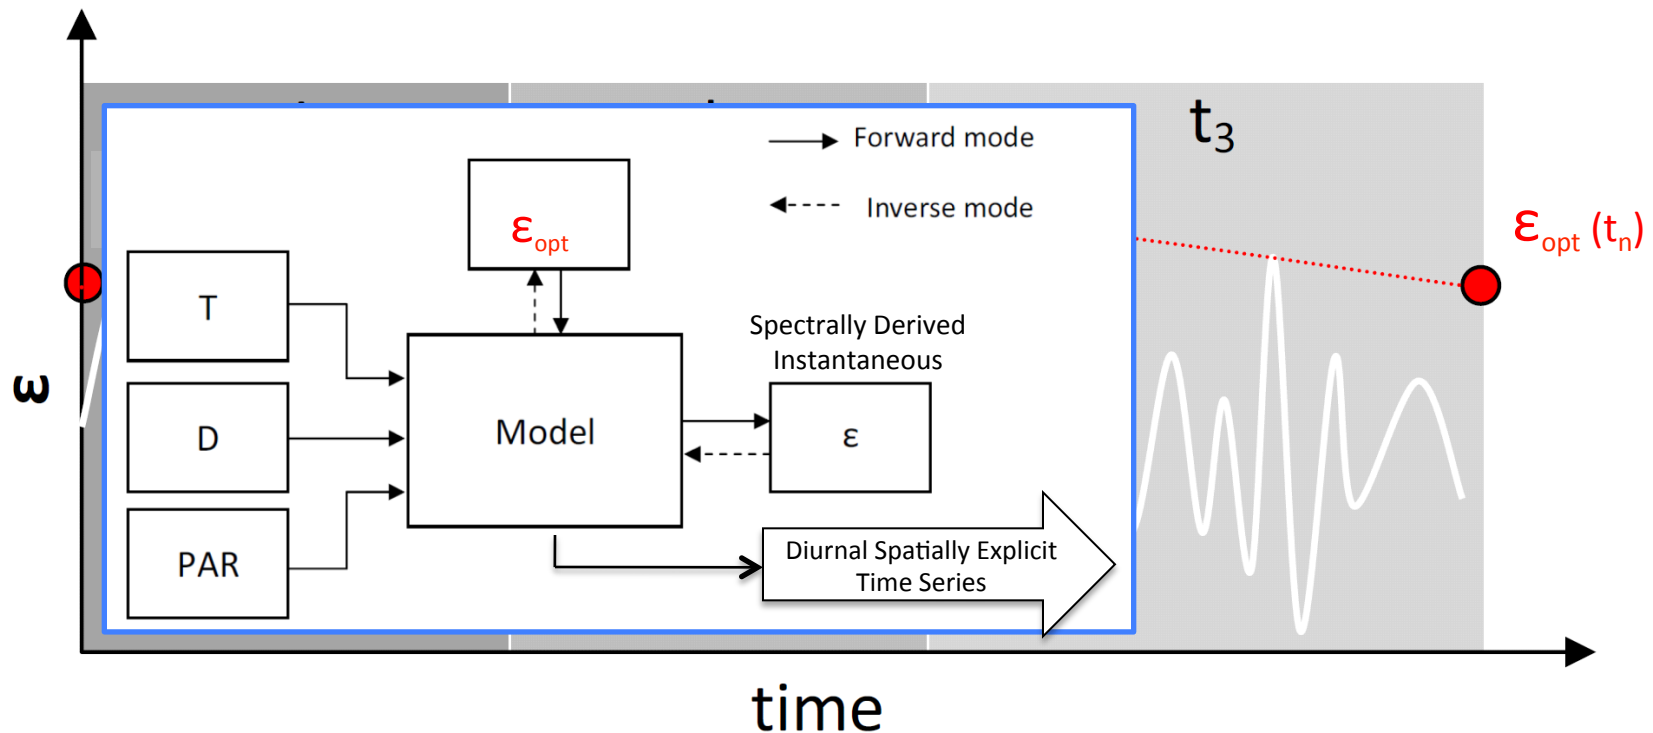 t3
Forward mode
Inverse mode
εopt
εopt (tn)
T
Spectrally Derived
Instantaneous
ε
D
Model
ε
PAR
Diurnal Spatially Explicit
Time Series
time